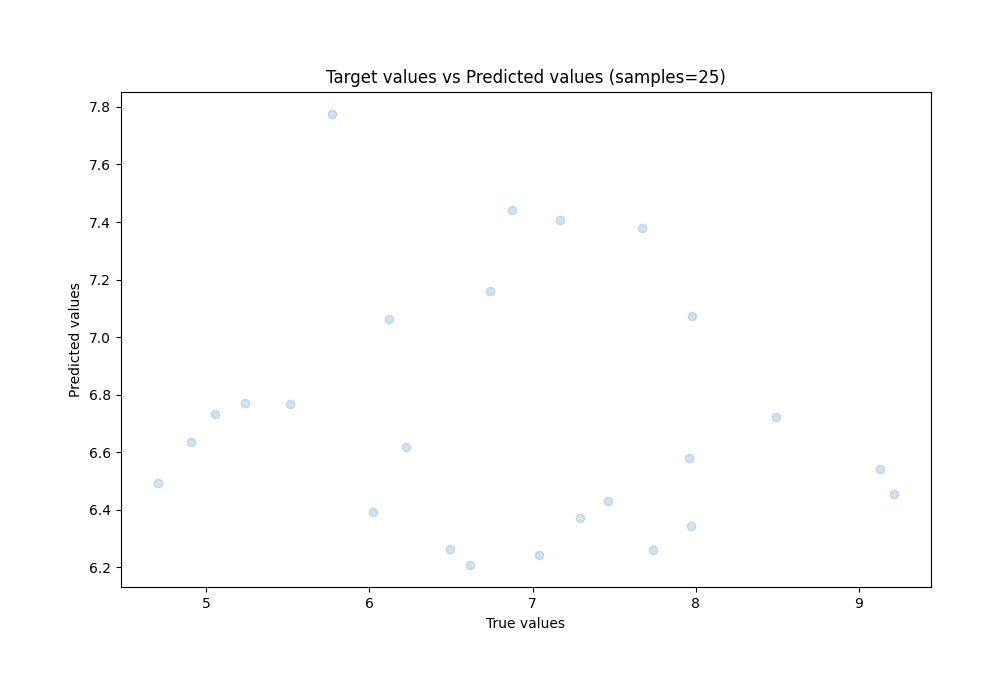 Target values vs Predicted values (samples=25)
7.8
7.6
7.4
7.2
7.0
6.8
6.6
6.4
6.2
Predicted values
5 6 7 8 9
True values